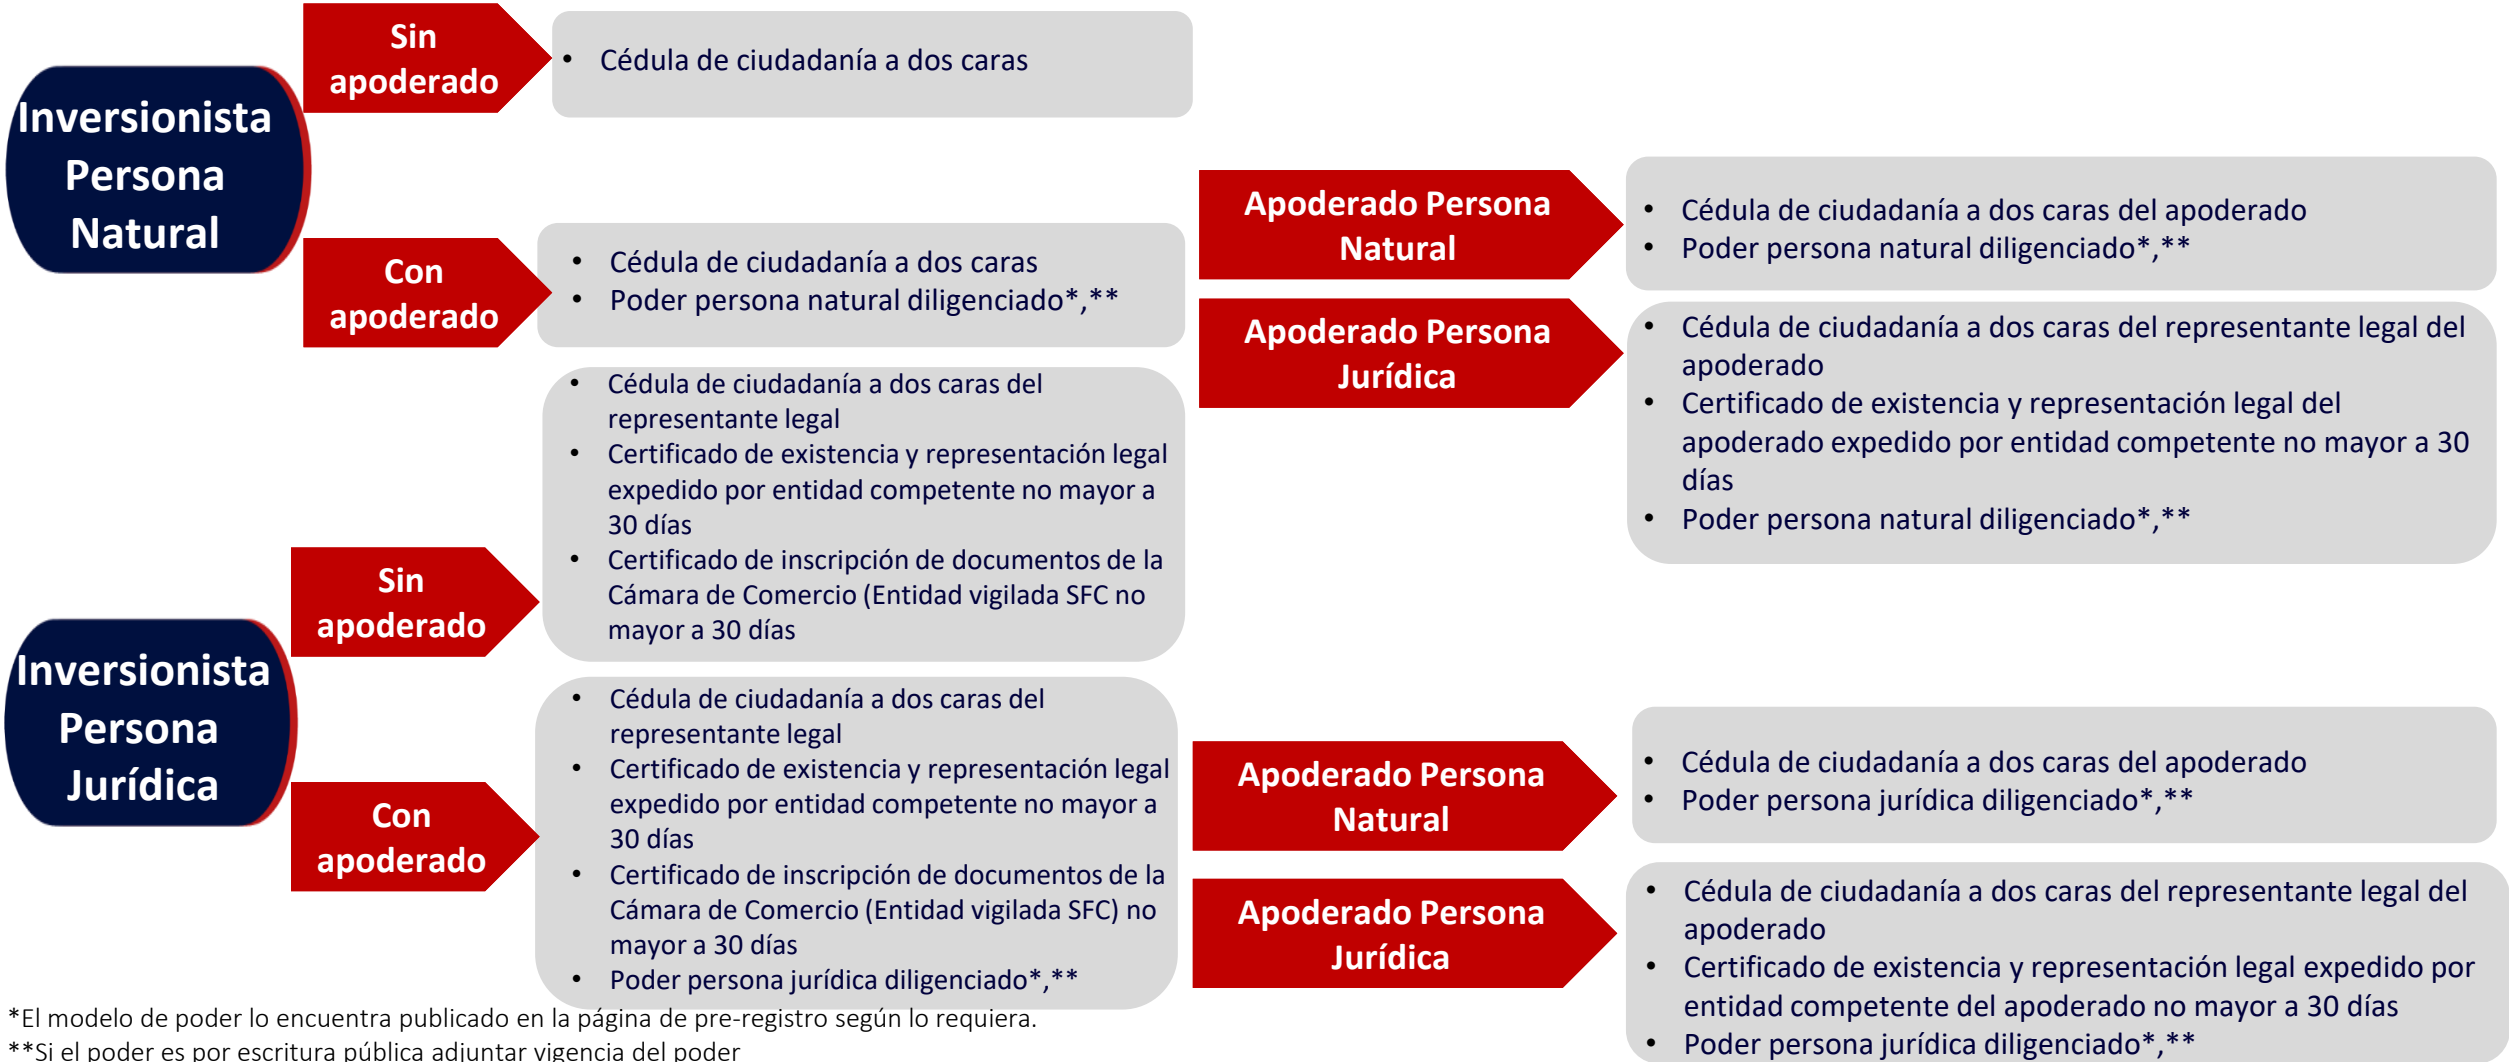 Inversionista
Persona
Natural
Sin
apoderado
• Cédula de ciudadanía a dos caras
Con
apoderado
• Cédula de ciudadanía a dos caras
• Poder persona natural diligenciado*,**
Apoderado Persona
Natural
• Cédula de ciudadanía a dos caras del apoderado
• Poder persona natural diligenciado*,**
Apoderado Persona
Jurídica
• Cédula de ciudadanía a dos caras del representante legal del
apoderado
• Certificado de existencia y representación legal del
apoderado expedido por entidad competente no mayor a 30
días
• Poder persona natural diligenciado*,**
Inversionista
Persona
Jurídica
Sin
apoderado
• Cédula de ciudadanía a dos caras del
representante legal
• Certificado de existencia y representación legal
expedido por entidad competente no mayor a
30 días
• Certificado de inscripción de documentos de la
Cámara de Comercio (Entidad vigilada SFC no
mayor a 30 días
Con
apoderado
• Cédula de ciudadanía a dos caras del
representante legal
• Certificado de existencia y representación legal
expedido por entidad competente no mayor a
30 días
• Certificado de inscripción de documentos de la
Cámara de Comercio (Entidad vigilada SFC) no
mayor a 30 días
• Poder persona jurídica diligenciado*,**
Apoderado Persona
Natural
• Cédula de ciudadanía a dos caras del apoderado
• Poder persona jurídica diligenciado*,**
Apoderado Persona
Jurídica
• Cédula de ciudadanía a dos caras del representante legal del
apoderado
• Certificado de existencia y representación legal expedido por
entidad competente del apoderado no mayor a 30 días
• Poder persona jurídica diligenciado*,**
*El modelo de poder lo encuentra publicado en la página de pre-registro según lo requiera.
**Si el poder es por escritura pública adjuntar vigencia del poder